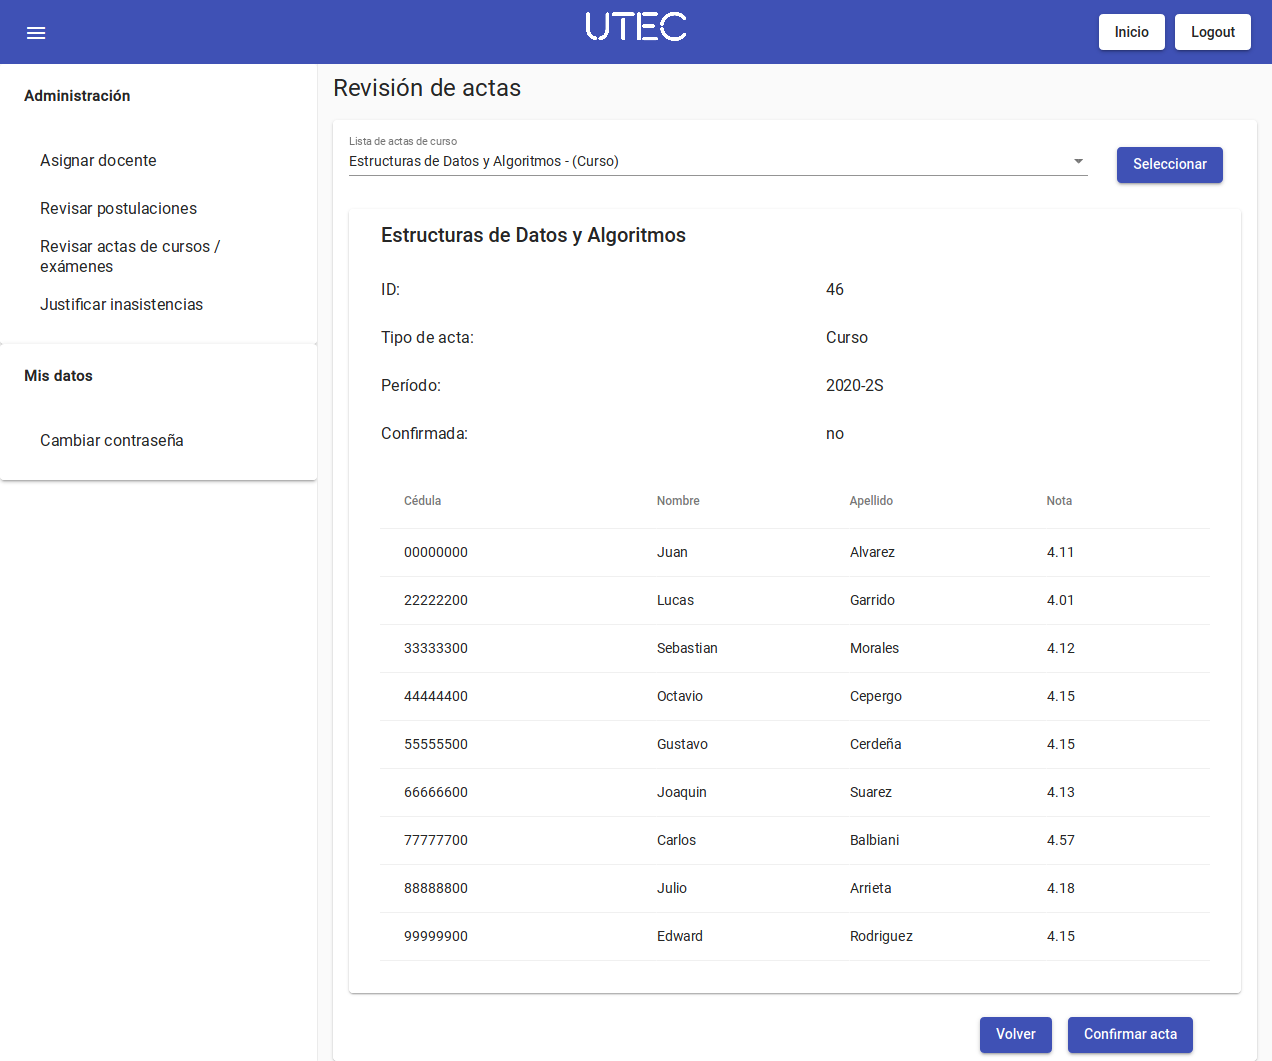 UTEC
Inicio
Logout
Administración
Asignar docente
Revisar postulaciones
Revisar actas de cursos /
exámenes
Justificar inasistencias
Mis datos
Cambiar contraseña
Revisión de actas
Lista de actas de curso
Estructuras de Datos y Algoritmos - (Curso)
Seleccionar
Estructuras de Datos y Algoritmos
ID: 46
Tipo de acta: Curso
Período: 2020-2S
Confirmada: no
Cédula Nombre Apellido Nota
00000000 Juan Alvarez 4.11
22222200 Lucas Garrido 4.01
33333300 Sebastian Morales 4.12
44444400 Octavio Cepergo 4.15
55555500 Gustavo Cerdeña 4.15
66666600 Joaquin Suarez 4.13
77777700 Carlos Balbiani 4.57
88888800 Julio Arrieta 4.18
99999900 Edward Rodriguez 4.15
Volver
Confirmar acta